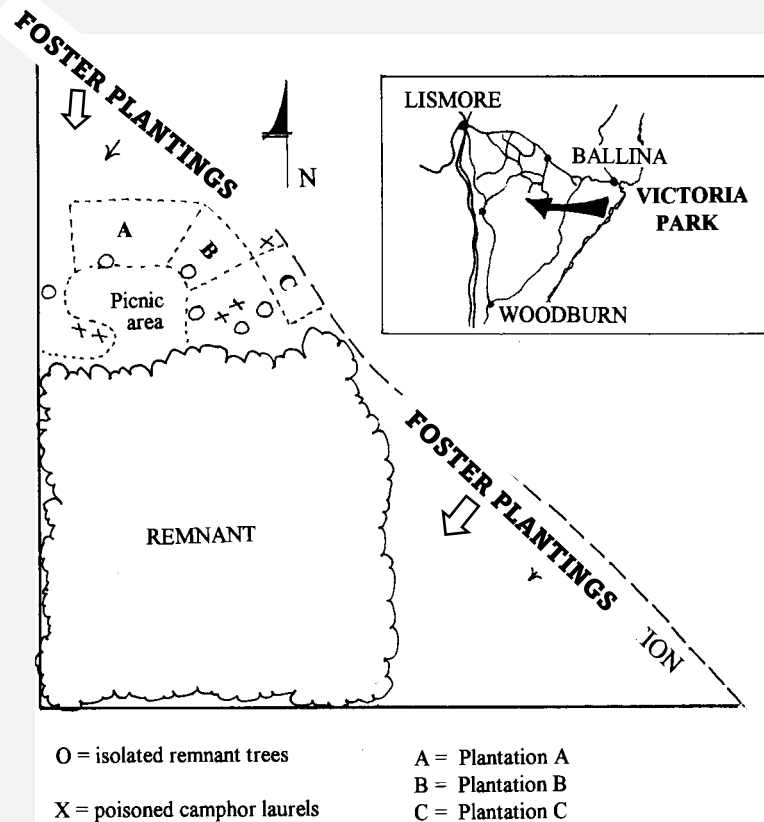 FOSTER PLANTINGS
N
LISMORE
BALLINA
VICTORIA
PARK
WOODBURN
A
B
C
Picnic
area
FOSTER PLANTINGS
REMNANT
ION
O = isolated remnant trees
X = poisoned camphor laurels
A = Plantation A
B = Plantation B
C = Plantation C